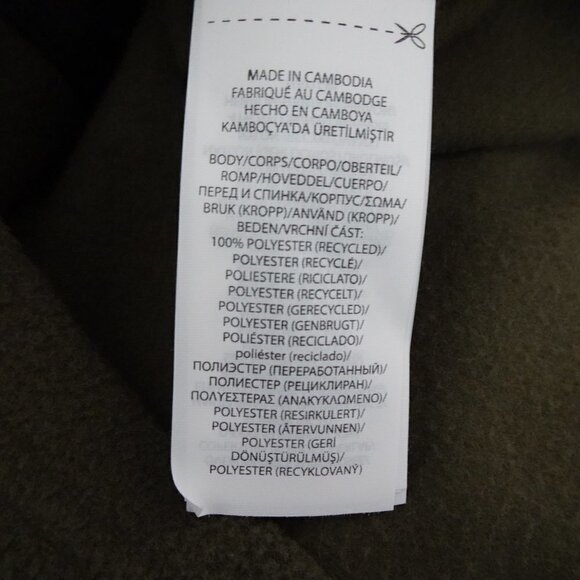 MADE IN CAMBODIA
FABRIQUÉ AU CAMBODGE
HECHO EN CAMBOYA
KAMBOÇYA'DA ÜRETİLMİŞTİR
BODY/CORPS/CORPO/OBERTEIL/
ROMP/HOVEDDEL/CUERPO/
ПЕРЕД И СПИНКА/КОРПУС/ΣΩΜΑ/
BRUK (KROPP)/ANVÄND (KROPP)/
BEDEN/VRCHNÍ ČÁST:
100% POLYESTER (RECYCLED)/
POLYESTER (RECYCLÉ)/
POLIESTERE (RICICLATO)/
POLYESTER (RECYCELT)/
POLYESTER (GERECYCLED)/
POLYESTER (GENBRUGT)/
POLIÉSTER (RECICLADO)/
poliéster (reciclado)/
ПОЛИЭСТЕР (ПЕРЕРАБОТАННЫЙ)/
ПОЛИЕСТЕР (РЕЦИКЛИРАН)/
ΠΟΛΥΕΣΤΕΡΑΣ (ΑΝΑΚΥΚΛΩΜΕΝΟ)/
POLYESTER (RESIRKULERT)/
POLYESTER (ÅTERVUNNEN)/
POLYESTER (GERİ
DÖNÜŞTÜRÜLMÜŞ)/
POLYESTER (RECYKLOVANÝ)